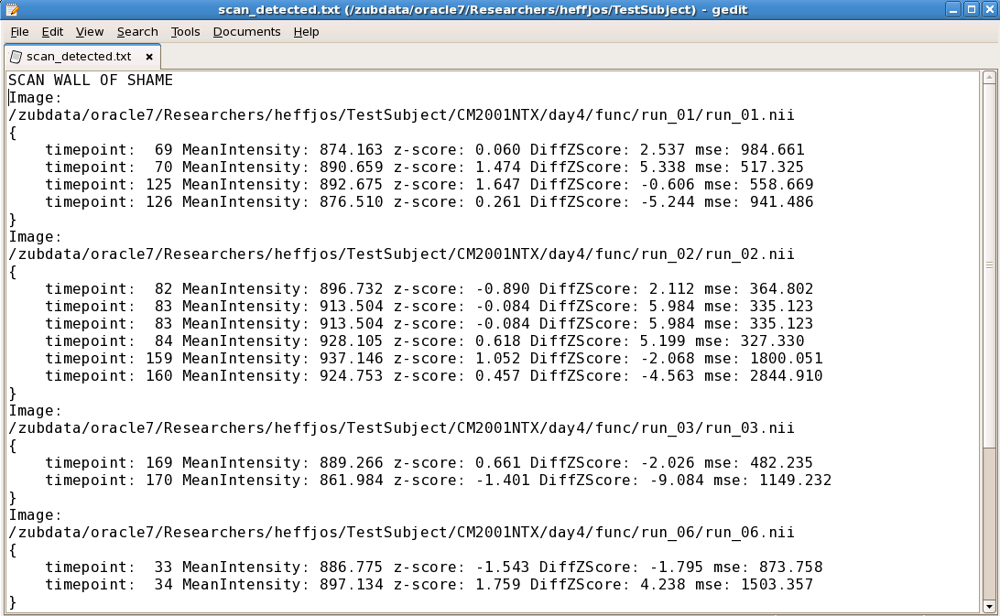 scan_detected.txt (/zubdata/oracle7/Researchers/heffjos/TestSubject) - gedit
File Edit View Search Tools Documents Help
scan_detected.txt
SCAN WALL OF SHAME
Image:
/zubdata/oracle7/Researchers/heffjos/TestSubject/CM2001NTX/day4/func/run_01/run_01.nii
{
    timepoint:  69 MeanIntensity: 874.163 z-score: 0.060 DiffZScore: 2.537 mse: 984.661
    timepoint:  70 MeanIntensity: 890.659 z-score: 1.474 DiffZScore: 5.338 mse: 517.325
    timepoint: 125 MeanIntensity: 892.675 z-score: 1.647 DiffZScore: -0.606 mse: 558.669
    timepoint: 126 MeanIntensity: 876.510 z-score: 0.261 DiffZScore: -5.244 mse: 941.486
}
Image:
/zubdata/oracle7/Researchers/heffjos/TestSubject/CM2001NTX/day4/func/run_02/run_02.nii
{
    timepoint:  82 MeanIntensity: 896.732 z-score: -0.890 DiffZScore: 2.112 mse: 364.802
    timepoint:  83 MeanIntensity: 913.504 z-score: -0.084 DiffZScore: 5.984 mse: 335.123
    timepoint:  83 MeanIntensity: 913.504 z-score: -0.084 DiffZScore: 5.984 mse: 335.123
    timepoint:  84 MeanIntensity: 928.105 z-score: 0.618 DiffZScore: 5.199 mse: 327.330
    timepoint: 159 MeanIntensity: 937.146 z-score: 1.052 DiffZScore: -2.068 mse: 1800.051
    timepoint: 160 MeanIntensity: 924.753 z-score: 0.457 DiffZScore: -4.563 mse: 2844.910
}
Image:
/zubdata/oracle7/Researchers/heffjos/TestSubject/CM2001NTX/day4/func/run_03/run_03.nii
{
    timepoint: 169 MeanIntensity: 889.266 z-score: 0.661 DiffZScore: -2.026 mse: 482.235
    timepoint: 170 MeanIntensity: 861.984 z-score: -1.401 DiffZScore: -9.084 mse: 1149.232
}
Image:
/zubdata/oracle7/Researchers/heffjos/TestSubject/CM2001NTX/day4/func/run_06/run_06.nii
{
    timepoint:  33 MeanIntensity: 886.775 z-score: -1.543 DiffZScore: -1.795 mse: 873.758
    timepoint:  34 MeanIntensity: 897.134 z-score: 1.759 DiffZScore: 4.238 mse: 1503.357
}